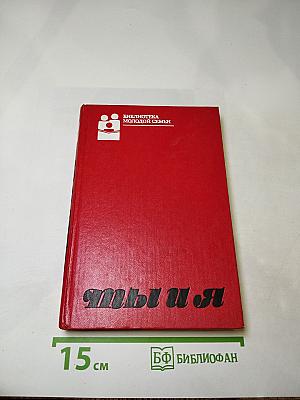 БИБЛИОТЕКА
МОЛОДОЙ СЕМЬИ
ты и я
15 см
БФ БИБЛИОФАН